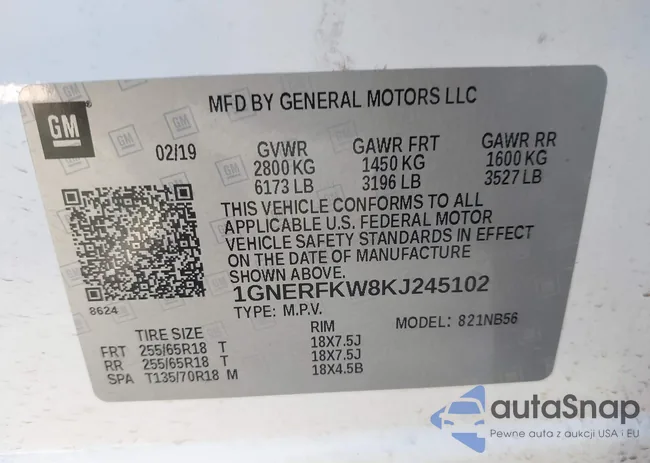 GM
MFD BY GENERAL MOTORS LLC
02/19
GVWR GAWR FRT GAWR RR
2800 KG 1450 KG 1600 KG
6173 LB 3196 LB 3527 LB
THIS VEHICLE CONFORMS TO ALL
APPLICABLE U.S. FEDERAL MOTOR
VEHICLE SAFETY STANDARDS IN EFFECT
ON THE DATE OF MANUFACTURE
SHOWN ABOVE.
1GNERFKW8KJ245102
8624
TYPE: M.P.V. MODEL: 821NB56
TIRE SIZE RIM
FRT 255/65R18 T 18X7.5J
RR 255/65R18 T 18X7.5J
SPA T135/70R18 M 18X4.5B
autaSnap
Pewne auta z aukcji USA i EU